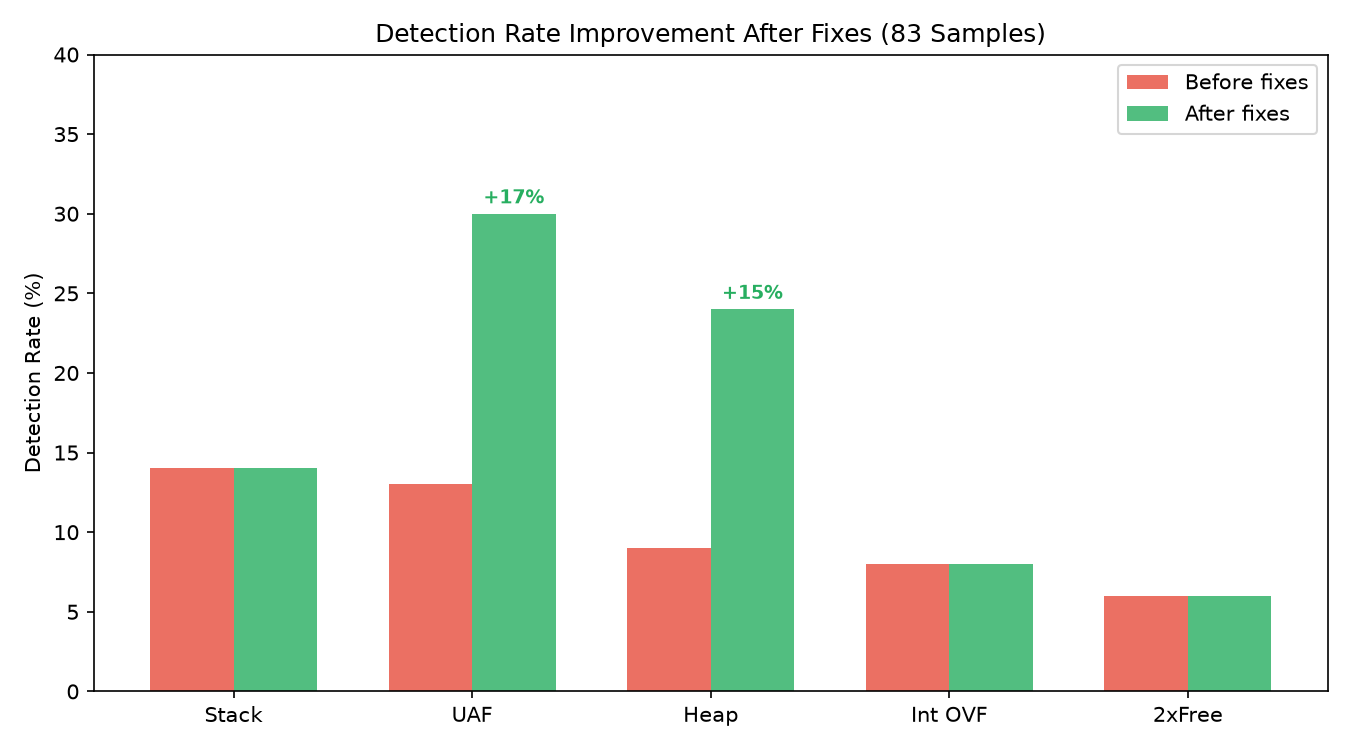 Detection Rate Improvement After Fixes (83 Samples)
Before fixes
After fixes
Detection Rate (%)
40
35
30
25
20
15
10
5
0
+17%
+15%
Stack
UAF
Heap
Int OVF
2xFree